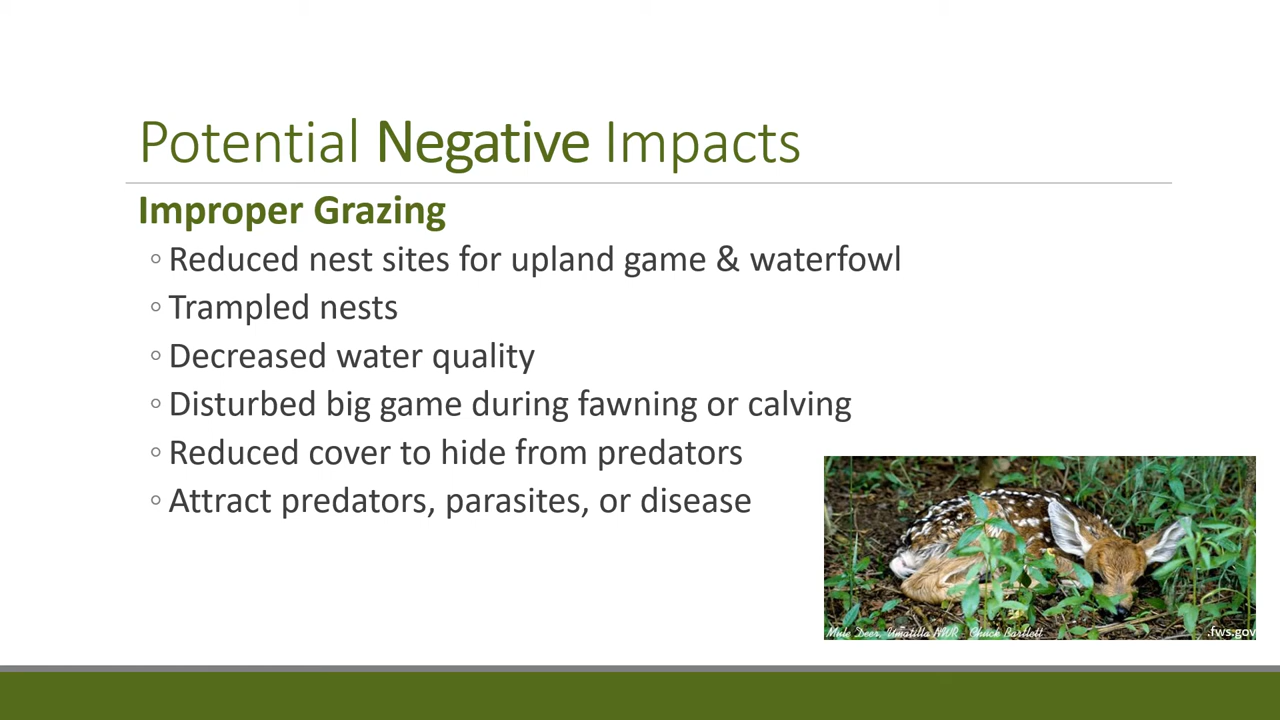 Potential Negative Impacts
Improper Grazing
◦ Reduced nest sites for upland game & waterfowl
◦ Trampled nests
◦ Decreased water quality
◦ Disturbed big game during fawning or calving
◦ Reduced cover to hide from predators
◦ Attract predators, parasites, or disease
Mule Deer, Umatilla NWR - Chuck Bartlett
.fws.gov